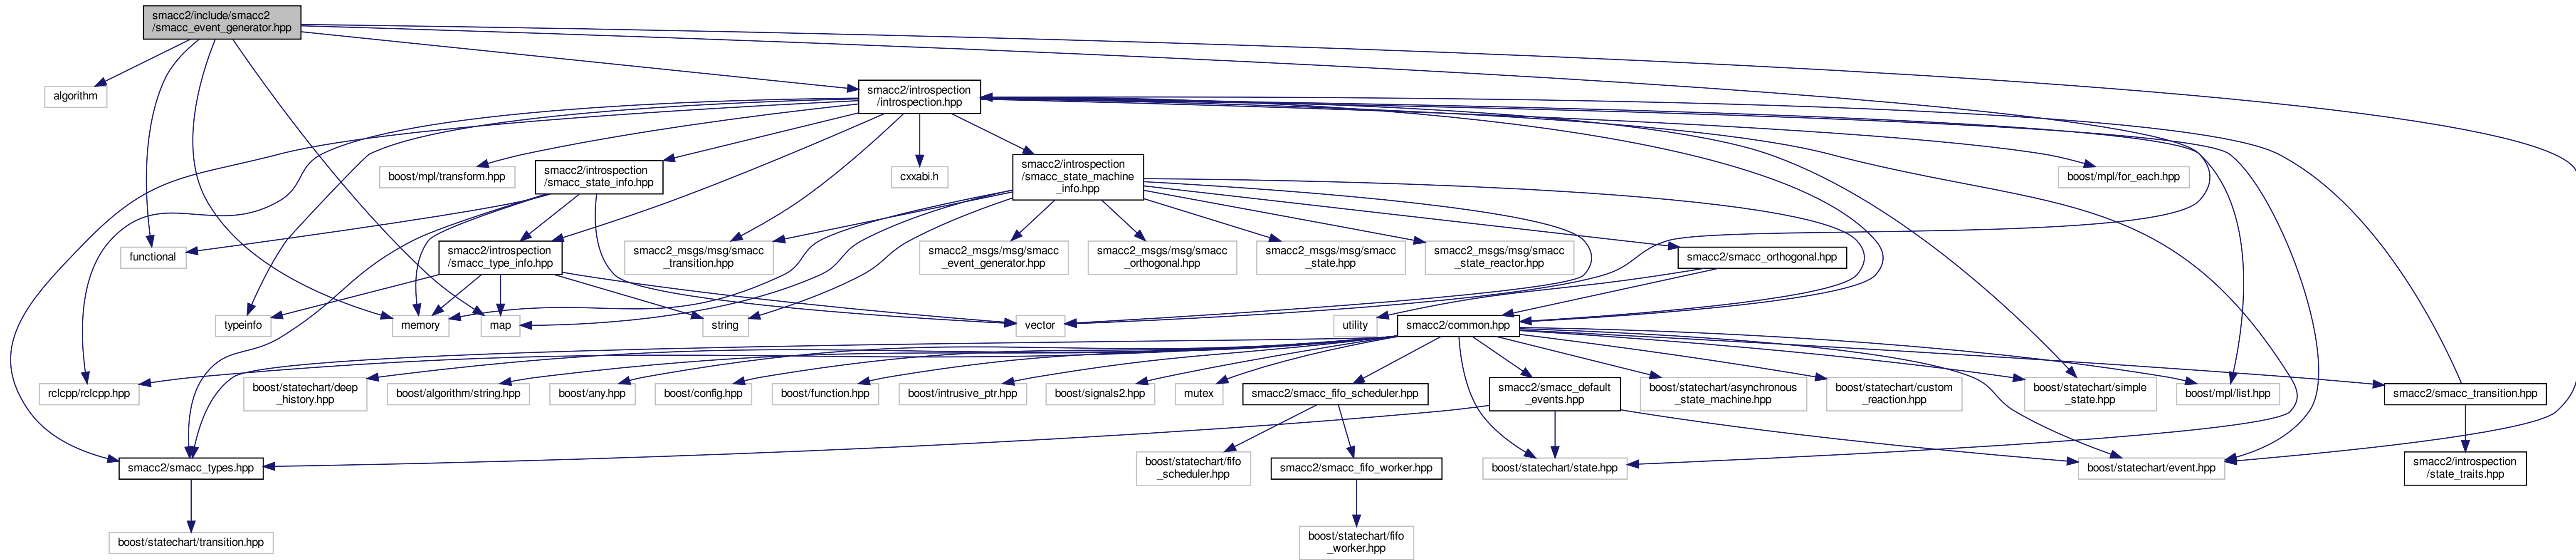 smacc2/include/smacc2
/smacc_event_generator.hpp
algorithm
smacc2/introspection
/introspection.hpp
boost/mpl/transform.hpp
smacc2/introspection
/smacc_state_info.hpp
cxxabi.h
smacc2/introspection
/smacc_state_machine
_info.hpp
boost/mpl/for_each.hpp
functional
smacc2/introspection
/smacc_type_info.hpp
smacc2_msgs/msg/smacc
_transition.hpp
smacc2_msgs/msg/smacc
_event_generator.hpp
smacc2_msgs/msg/smacc
_orthogonal.hpp
smacc2_msgs/msg/smacc
_state.hpp
smacc2_msgs/msg/smacc
_state_reactor.hpp
smacc2/smacc_orthogonal.hpp
typeinfo
memory
map
string
vector
utility
smacc2/common.hpp
rclcpp/rclcpp.hpp
boost/statechart/deep
_history.hpp
boost/algorithm/string.hpp
boost/any.hpp
boost/config.hpp
boost/function.hpp
boost/intrusive_ptr.hpp
boost/signals2.hpp
mutex
smacc2/smacc_fifo_scheduler.hpp
smacc2/smacc_default
_events.hpp
boost/statechart/asynchronous
_state_machine.hpp
boost/statechart/custom
_reaction.hpp
boost/statechart/simple
_state.hpp
boost/mpl/list.hpp
smacc2/smacc_transition.hpp
smacc2/smacc_types.hpp
boost/statechart/fifo
_scheduler.hpp
smacc2/smacc_fifo_worker.hpp
boost/statechart/state.hpp
boost/statechart/event.hpp
smacc2/introspection
/state_traits.hpp
boost/statechart/transition.hpp
boost/statechart/fifo
_worker.hpp